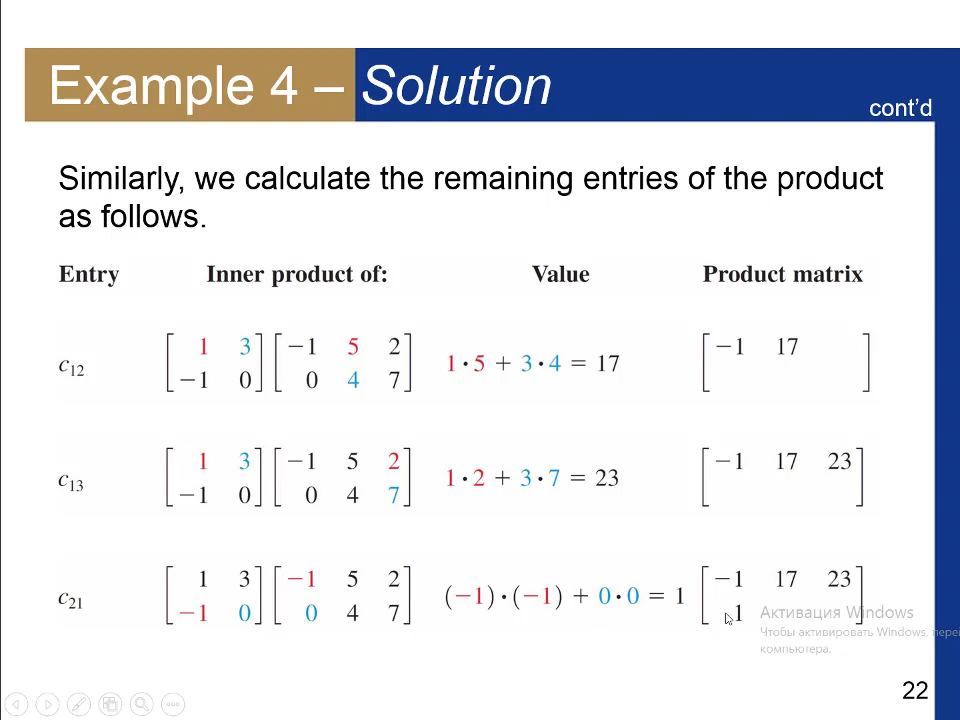 Example 4 – Solution
cont’d
Similarly, we calculate the remaining entries of the product
as follows.
Entry Inner product of: Value Product matrix
c12 [1 3; −1 0] [−1 5 2; 0 4 7] 1 · 5 + 3 · 4 = 17 [−1 17]
c13 [1 3; −1 0] [−1 5 2; 0 4 7] 1 · 2 + 3 · 7 = 23 [−1 17 23]
c21 [1 3; −1 0] [−1 5 2; 0 4 7] (−1) · (−1) + 0 · 0 = 1 [−1 17 23; 1]
Активация Windows
Чтобы активировать Windows,
компьютера.
22